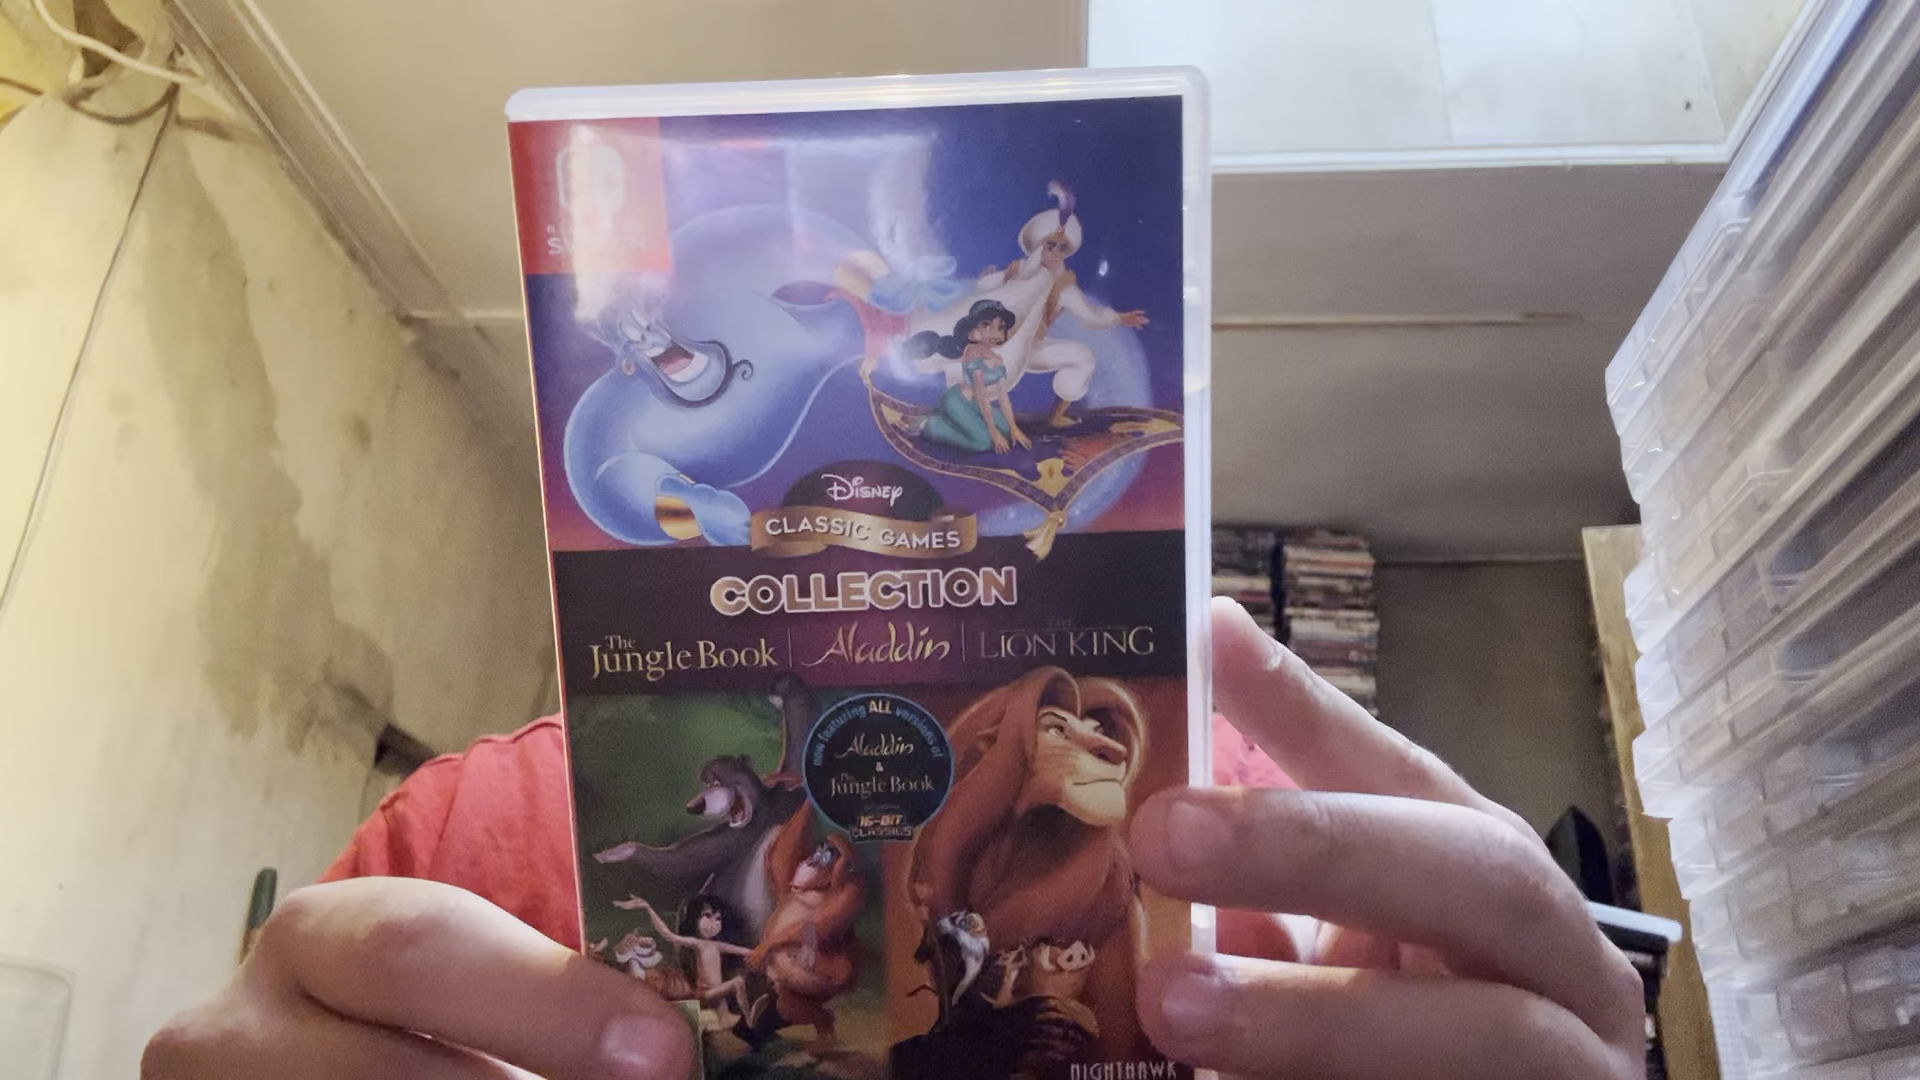 Disney
CLASSIC GAMES
COLLECTION
The Jungle Book | Aladdin | The LION KING
now featuring ALL versions of
Aladdin
&
The Jungle Book
16-BIT
CLASSICS
NIGHTHAWK